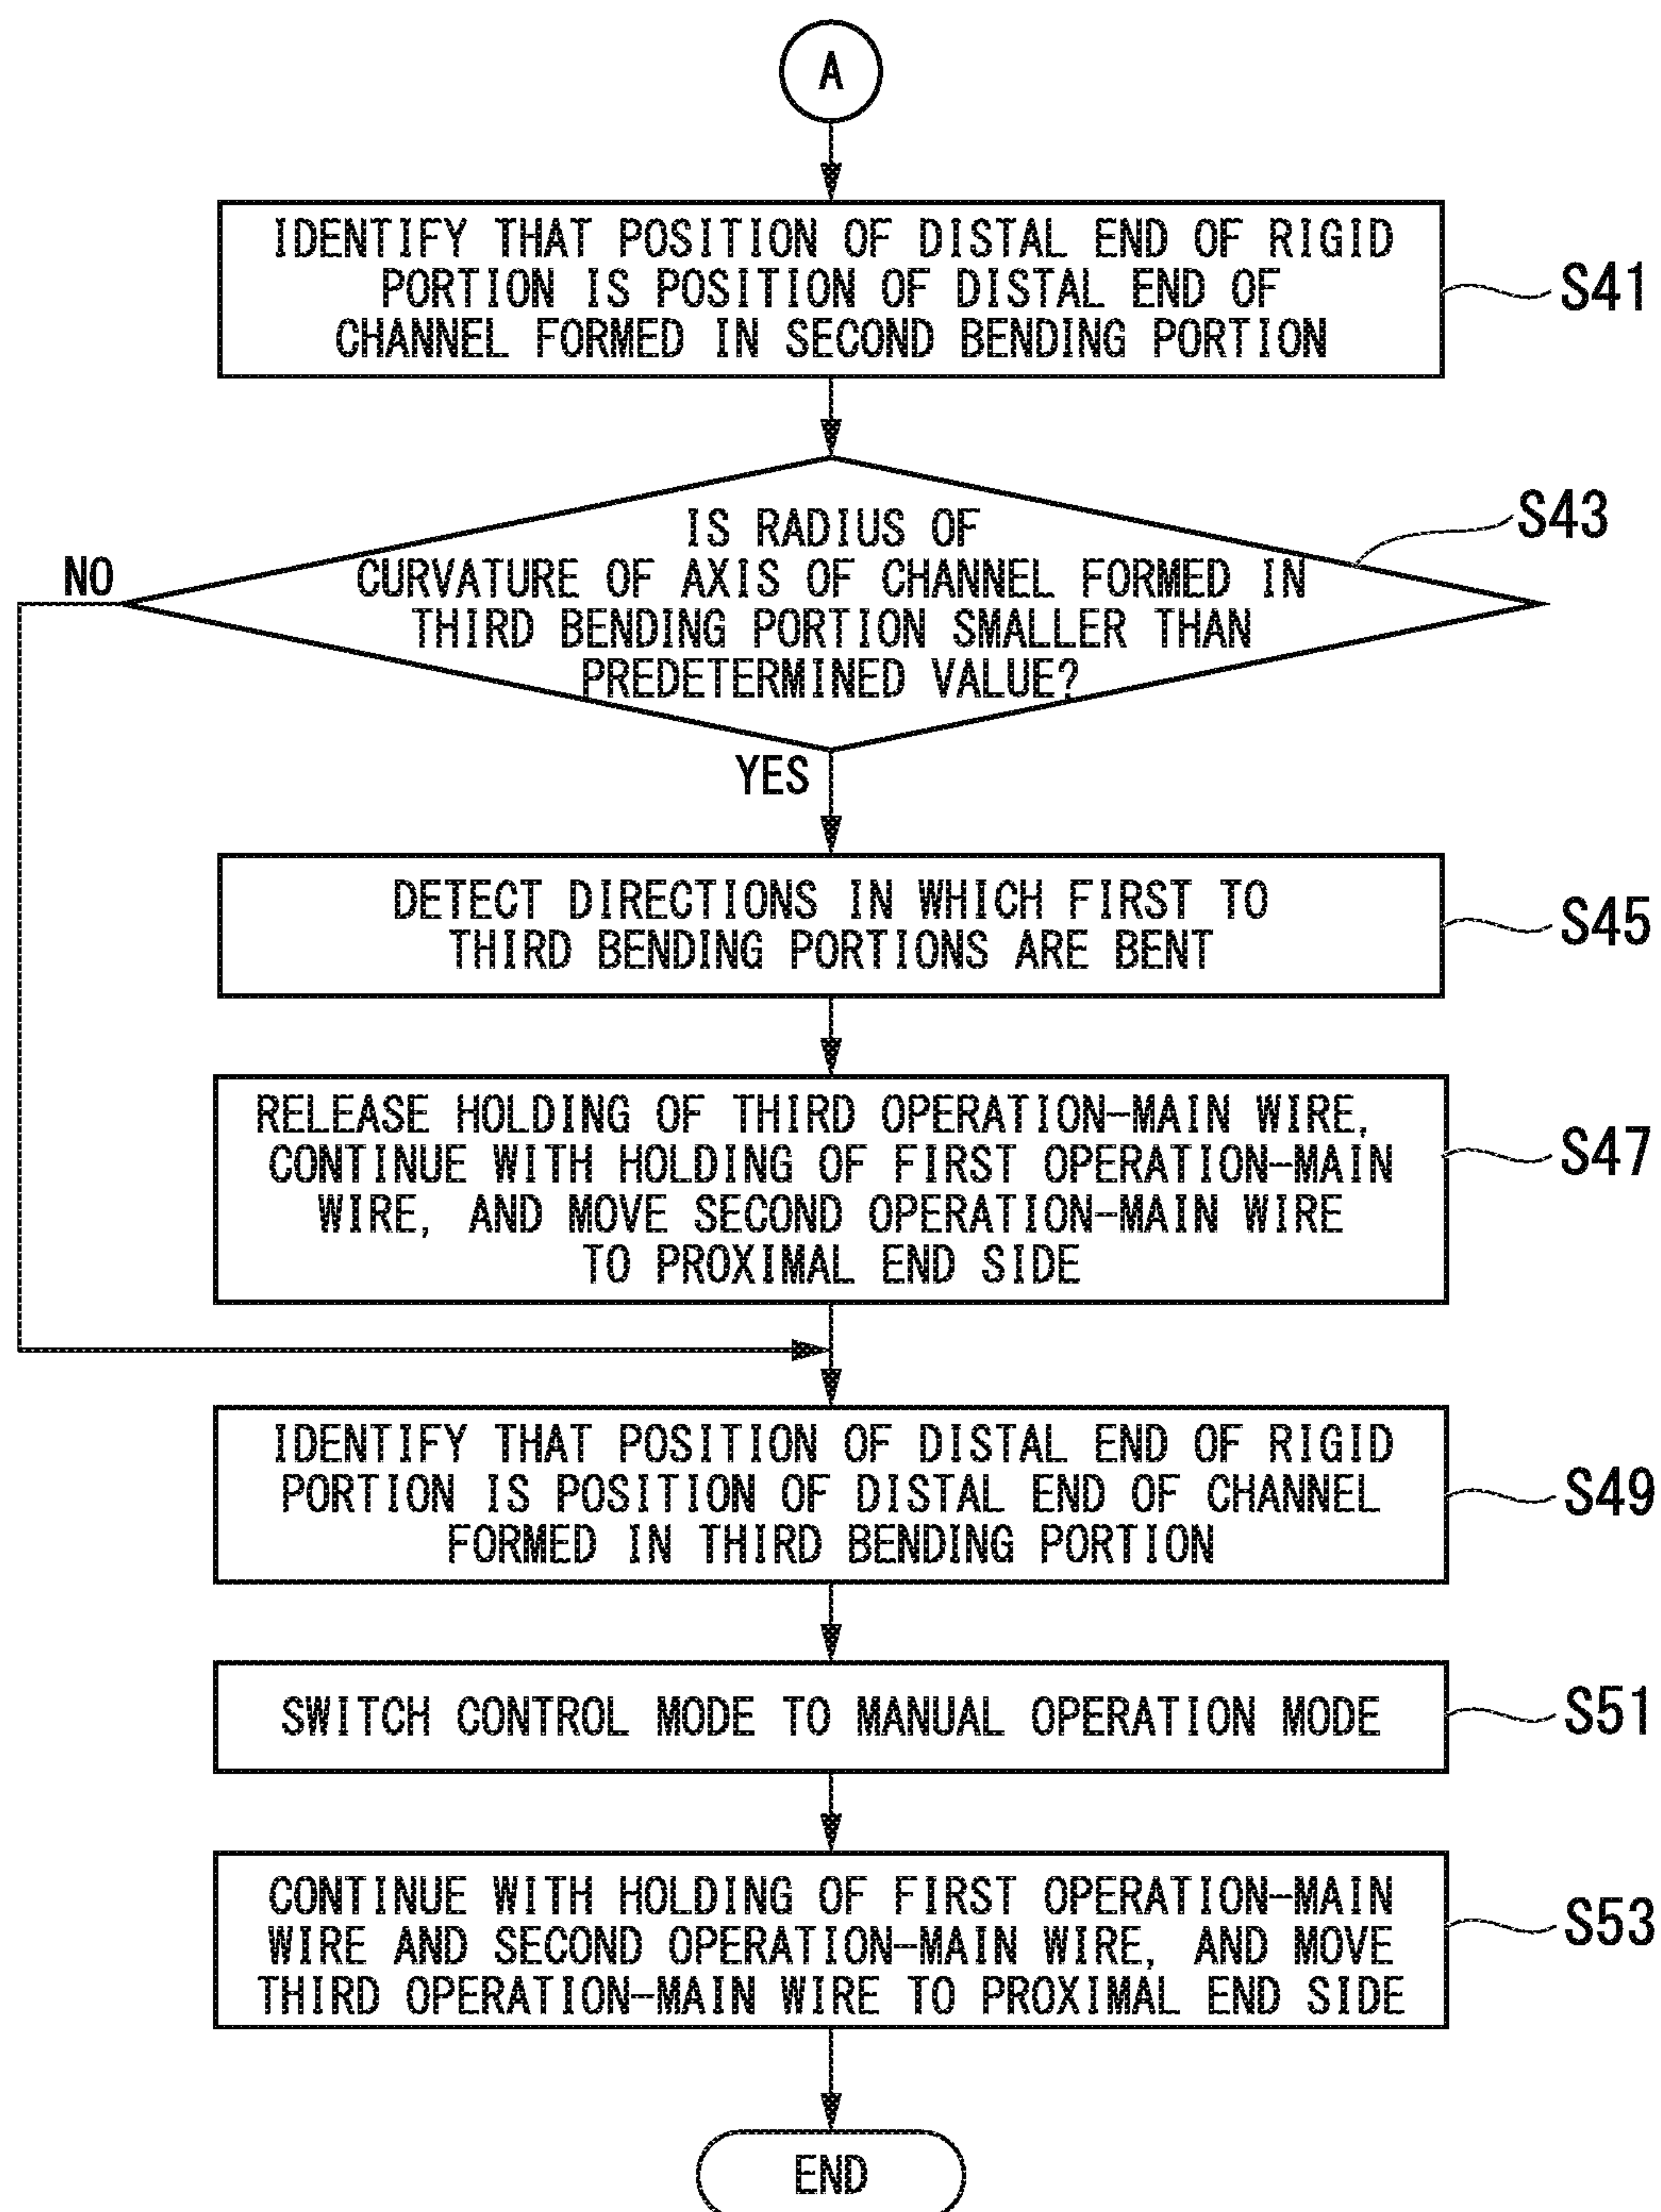 A
IDENTIFY THAT POSITION OF DISTAL END OF RIGID
PORTION IS POSITION OF DISTAL END OF
CHANNEL FORMED IN SECOND BENDING PORTION
S41
IS RADIUS OF
CURVATURE OF AXIS OF CHANNEL FORMED IN
THIRD BENDING PORTION SMALLER THAN
PREDETERMINED VALUE?
S43
NO
YES
DETECT DIRECTIONS IN WHICH FIRST TO
THIRD BENDING PORTIONS ARE BENT
S45
RELEASE HOLDING OF THIRD OPERATION-MAIN WIRE,
CONTINUE WITH HOLDING OF FIRST OPERATION-MAIN
WIRE, AND MOVE SECOND OPERATION-MAIN WIRE
TO PROXIMAL END SIDE
S47
IDENTIFY THAT POSITION OF DISTAL END OF RIGID
PORTION IS POSITION OF DISTAL END OF CHANNEL
FORMED IN THIRD BENDING PORTION
S49
SWITCH CONTROL MODE TO MANUAL OPERATION MODE
S51
CONTINUE WITH HOLDING OF FIRST OPERATION-MAIN
WIRE AND SECOND OPERATION-MAIN WIRE, AND MOVE
THIRD OPERATION-MAIN WIRE TO PROXIMAL END SIDE
S53
END